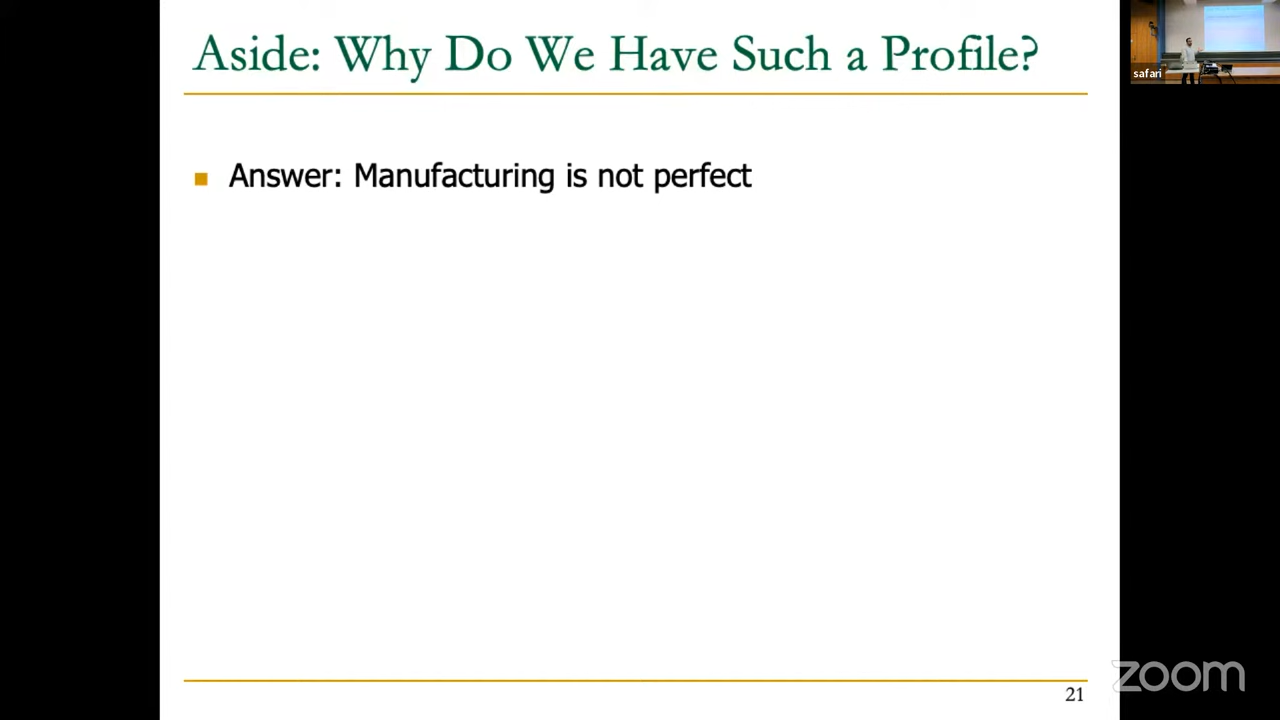 Aside: Why Do We Have Such a Profile?
safari
Answer: Manufacturing is not perfect
21
zoom